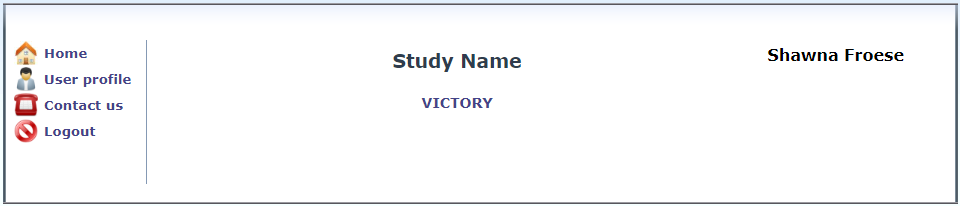 Home
User profile
Contact us
Logout
Study Name
VICTORY
Shawna Froese